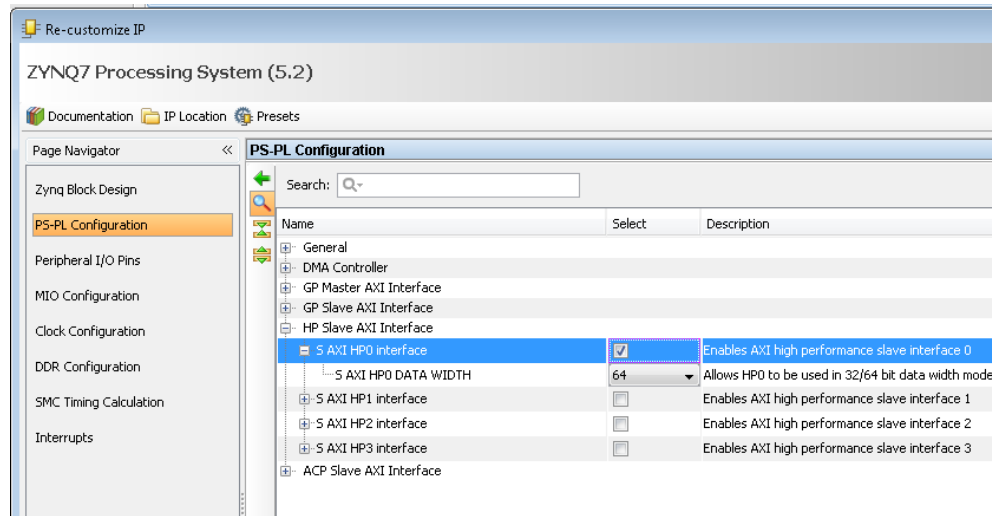 Re-customize IP
ZYNQ7 Processing System (5.2)
Documentation IP Location Presets
Page Navigator «
Zynq Block Design
PS-PL Configuration
Peripheral I/O Pins
MIO Configuration
Clock Configuration
DDR Configuration
SMC Timing Calculation
Interrupts
PS-PL Configuration
Search:
Name Select Description
General
DMA Controller
GP Master AXI Interface
GP Slave AXI Interface
HP Slave AXI Interface
S AXI HP0 interface Enables AXI high performance slave interface 0
S AXI HP0 DATA WIDTH 64 Allows HP0 to be used in 32/64 bit data width mode
S AXI HP1 interface Enables AXI high performance slave interface 1
S AXI HP2 interface Enables AXI high performance slave interface 2
S AXI HP3 interface Enables AXI high performance slave interface 3
ACP Slave AXI Interface